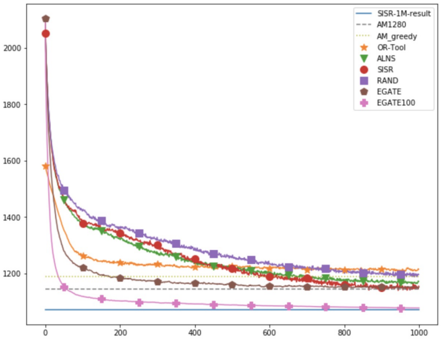 SISR-1M-result
AM1280
AM_greedy
OR-Tool
ALNS
SISR
RAND
EGATE
EGATE100
2000
1800
1600
1400
1200
0 200 400 600 800 1000